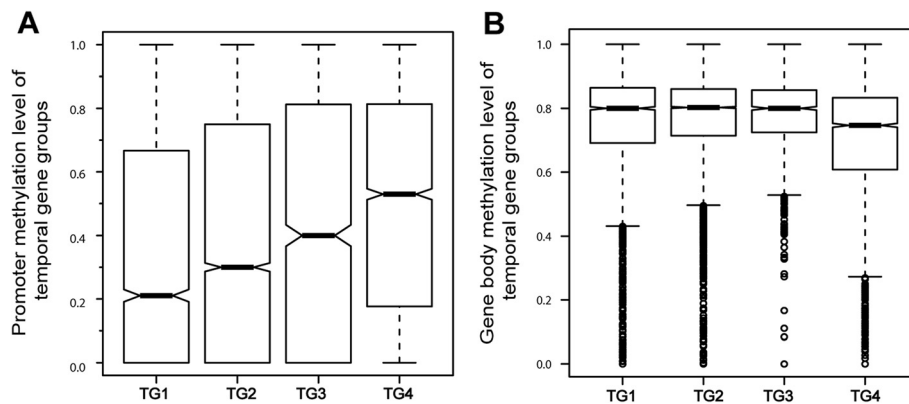 A
Promoter methylation level of
temporal gene groups
1.0
0.8
0.6
0.4
0.2
0.0
TG1 TG2 TG3 TG4
B
Gene body methylation level of
temporal gene groups
1.0
0.8
0.6
0.4
0.2
0.0
TG1 TG2 TG3 TG4